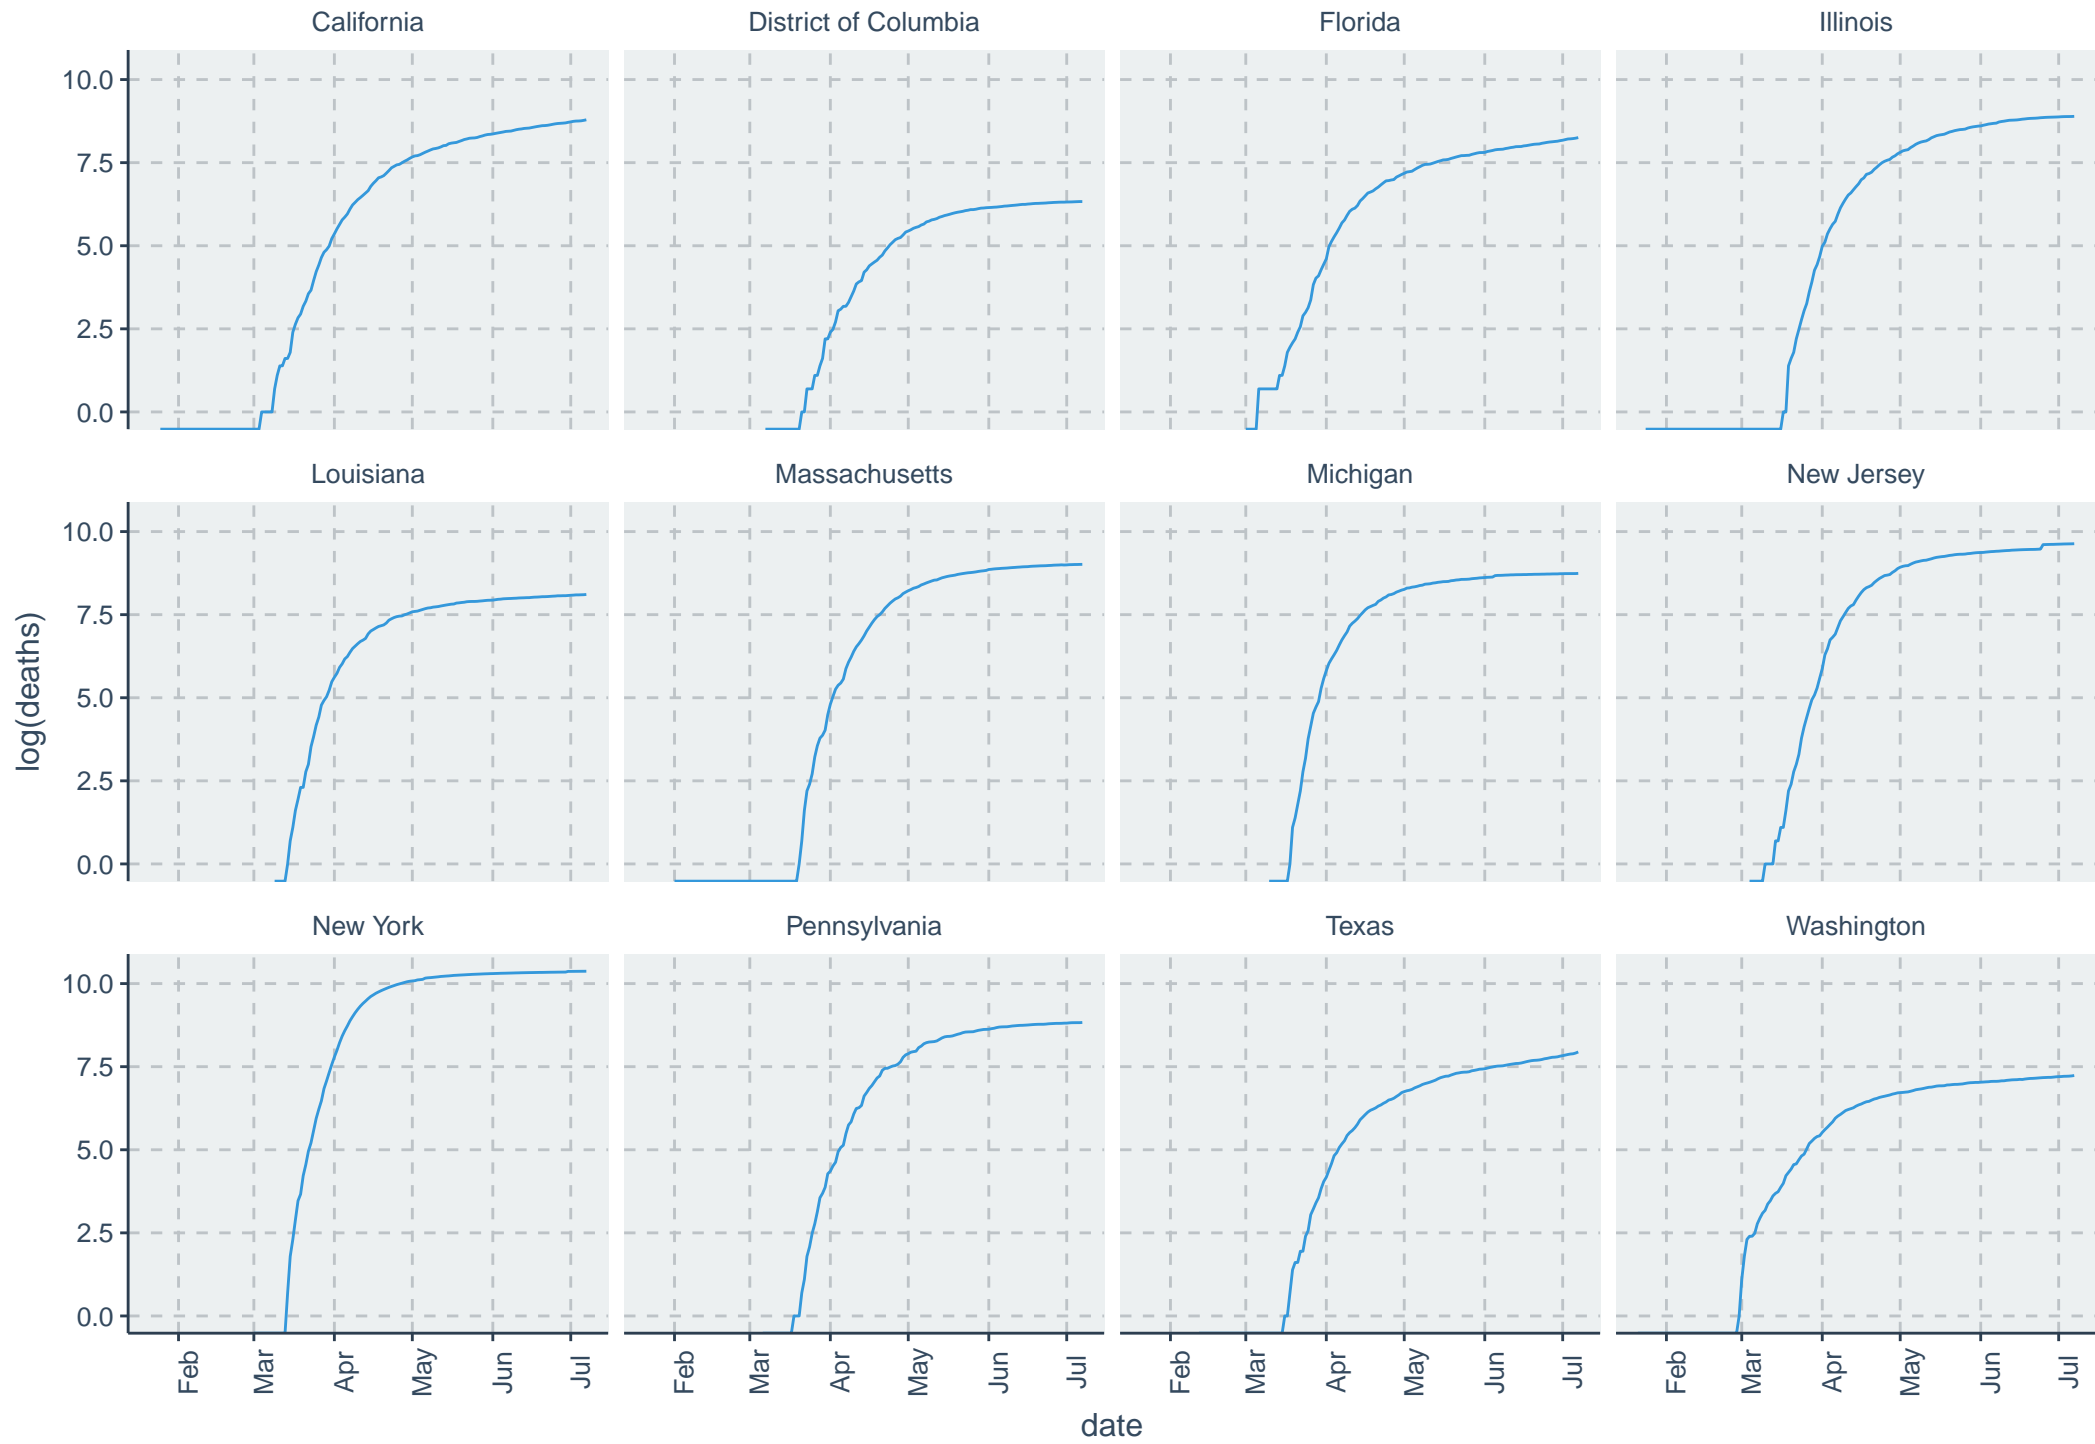 California District of Columbia Florida Illinois
10.0
7.5
5.0
2.5
0.0
Louisiana Massachusetts Michigan New Jersey
10.0
7.5
5.0
2.5
0.0
log(deaths)
New York Pennsylvania Texas Washington
10.0
7.5
5.0
2.5
0.0
Feb Mar Apr May Jun Jul Feb Mar Apr May Jun Jul Feb Mar Apr May Jun Jul Feb Mar Apr May Jun Jul
date